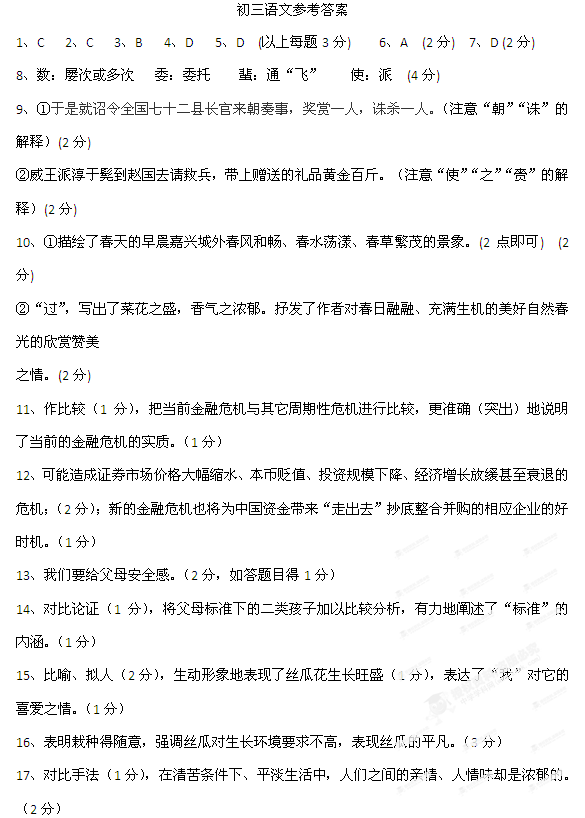 初三语文参考答案
1、C 2、C 3、B 4、D 5、D (以上每题3分) 6、A (2分) 7、D (2分)
8、数：屡次或多次 委：委托 蜚：通“飞” 使：派 (4分)
9、①于是就诏令全国七十二县长官来朝奏事，奖赏一人，诛杀一人。（注意“朝”“诛”的
解释）(2分)
②威王派淳于髡到赵国去请救兵，带上赠送的礼品黄金百斤。（注意“使”“之”“赍”的解
释）(2分)
10、①描绘了春天的早晨嘉兴城外春风和畅、春水荡漾、春草繁茂的景象。(2点即可) (2
分)
②“过”，写出了菜花之盛，香气之浓郁。抒发了作者对春日融融、充满生机的美好自然春
光的欣赏赞美
之情。(2分)
11、作比较（1分），把当前金融危机与其它周期性危机进行比较，更准确（突出）地说明
了当前的金融危机的实质。（1分）
12、可能造成证券市场价格大幅缩水、本币贬值、投资规模下降、经济增长放缓甚至衰退的
危机；（2分）；新的金融危机也将为中国资金带来“走出去”抄底整合并购的相应企业的好
时机。（1分）
13、我们要给父母安全感。（2分，如答题目得1分）
14、对比论证（1分），将父母标准下的二类孩子加以比较分析，有力地阐述了“标准”的
内涵。（1分）
15、比喻、拟人（2分），生动形象地表现了丝瓜花生长旺盛（1分），表达了“我”对它的
喜爱之情。（1分）
16、表明栽种得随意，强调丝瓜对生长环境要求不高，表现丝瓜的平凡。（3分）
17、对比手法（1分），在清苦条件下、平淡生活中，人们之间的亲情、人情味却是浓郁的。
（2分）